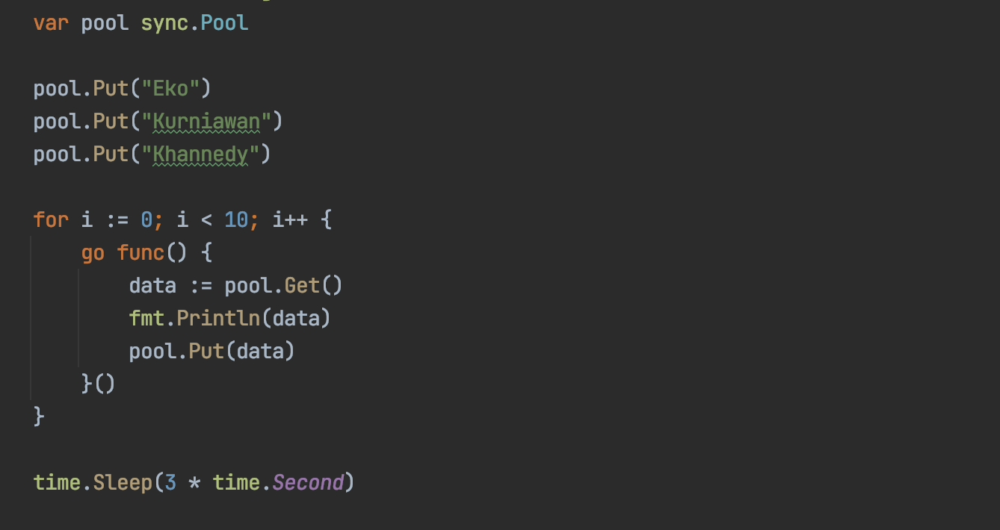 var pool sync.Pool
pool.Put("Eko")
pool.Put("Kurniawan")
pool.Put("Khannedy")
for i := 0; i < 10; i++ {
go func() {
data := pool.Get()
fmt.Println(data)
pool.Put(data)
}()
}
time.Sleep(3 * time.Second)